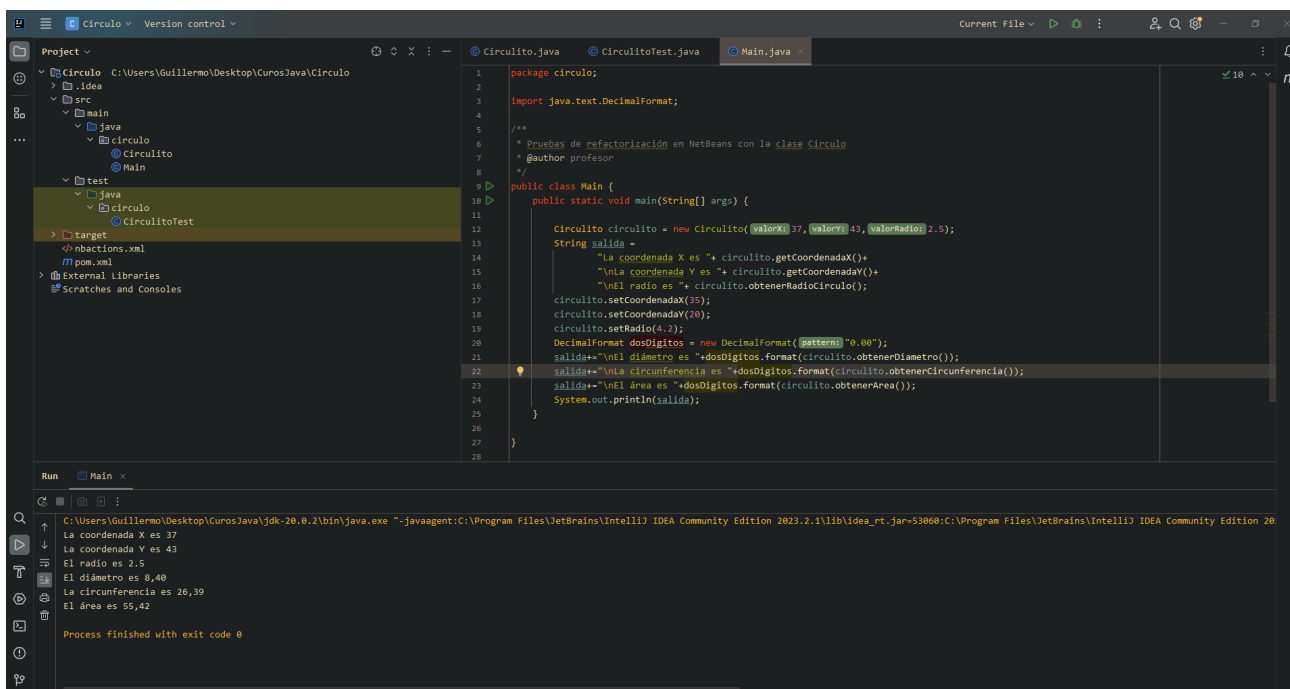 Circulo
Version control
Current File
Project
Circulito.java
CirculitoTest.java
Main.java
Circulo C:\Users\Guillermo\Desktop\CurosJava\Circulo
.idea
src
main
java
circulo
Circulito
Main
test
java
circulo
CirculitoTest
target
nbactions.xml
pom.xml
External Libraries
Scratches and Consoles
10
1 package circulo;
2
3 import java.text.DecimalFormat;
4
5 /**
6 * Pruebas de refactorización en NetBeans con la clase Circulo
7 * @author profesor
8 */
9 public class Main {
10 public static void main(String[] args) {
11
12 Circulito circulito = new Circulito( valorX: 37, valorY: 43, valorRadio: 2.5);
13 String salida =
14 "La coordenada X es "+ circulito.getCoordenadaX()+
15 "\nLa coordenada Y es "+ circulito.getCoordenadaY()+
16 "\nEl radio es "+ circulito.obtenerRadioCirculo();
17 circulito.setCoordenadaX(35);
18 circulito.setCoordenadaY(20);
19 circulito.setRadio(4.2);
20 DecimalFormat dosDigitos = new DecimalFormat( pattern: "0.00");
21 salida+="\nEl diámetro es "+dosDigitos.format(circulito.obtenerDiametro());
22 salida+="\nLa circunferencia es "+dosDigitos.format(circulito.obtenerCircunferencia());
23 salida+="\nEl área es "+dosDigitos.format(circulito.obtenerArea());
24 System.out.println(salida);
25 }
26
27 }
28
Run Main
C:\Users\Guillermo\Desktop\CurosJava\jdk-20.0.2\bin\java.exe "-javaagent:C:\Program Files\JetBrains\IntelliJ IDEA Community Edition 2023.2.1\lib\idea_rt.jar=53060:C:\Program Files\JetBrains\IntelliJ IDEA Community Edition 20
La coordenada X es 37
La coordenada Y es 43
El radio es 2.5
El diámetro es 8,40
La circunferencia es 26,39
El área es 55,42
Process finished with exit code 0